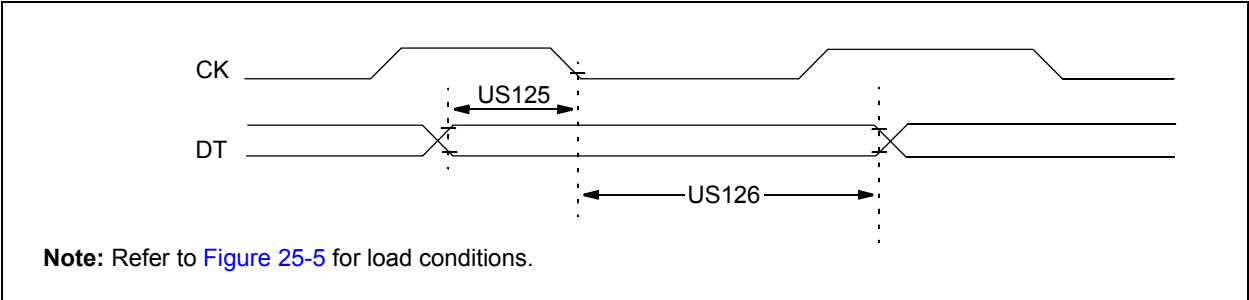 CK
US125
DT
US126
Note: Refer to Figure 25-5 for load conditions.